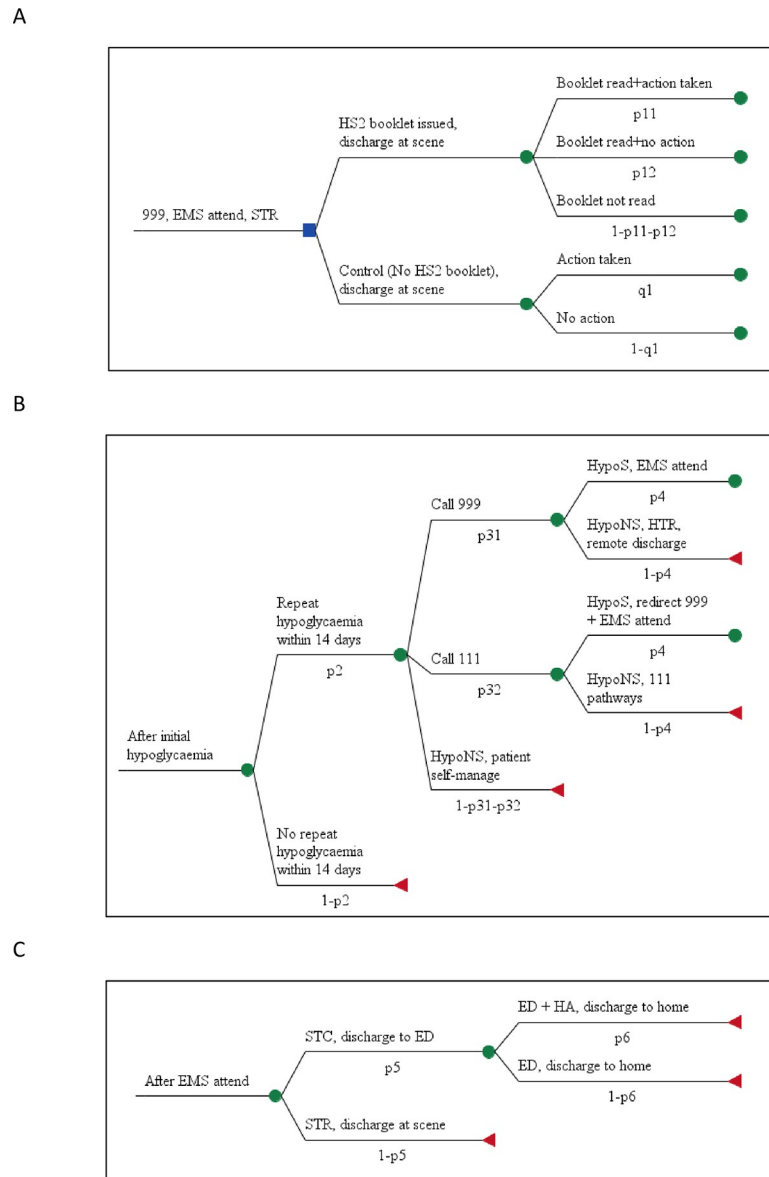 A
Booklet read+action taken
p11
HS2 booklet issued,
discharge at scene
Booklet read+no action
p12
Booklet not read
1-p11-p12
999, EMS attend, STR
Control (No HS2 booklet),
discharge at scene
Action taken
q1
No action
1-q1
B
HypoS, EMS attend
p4
Call 999
p31
HypoNS, HTR,
remote discharge
1-p4
Repeat
hypoglycaemia
within 14 days
p2
HypoS, redirect 999
+ EMS attend
p4
Call 111
p32
HypoNS, 111
pathways
1-p4
After initial
hypoglycaemia
HypoNS, patient
self-manage
1-p31-p32
No repeat
hypoglycaemia
within 14 days
1-p2
C
ED + HA, discharge to home
p6
STC, discharge to ED
p5
ED, discharge to home
1-p6
After EMS attend
STR, discharge at scene
1-p5